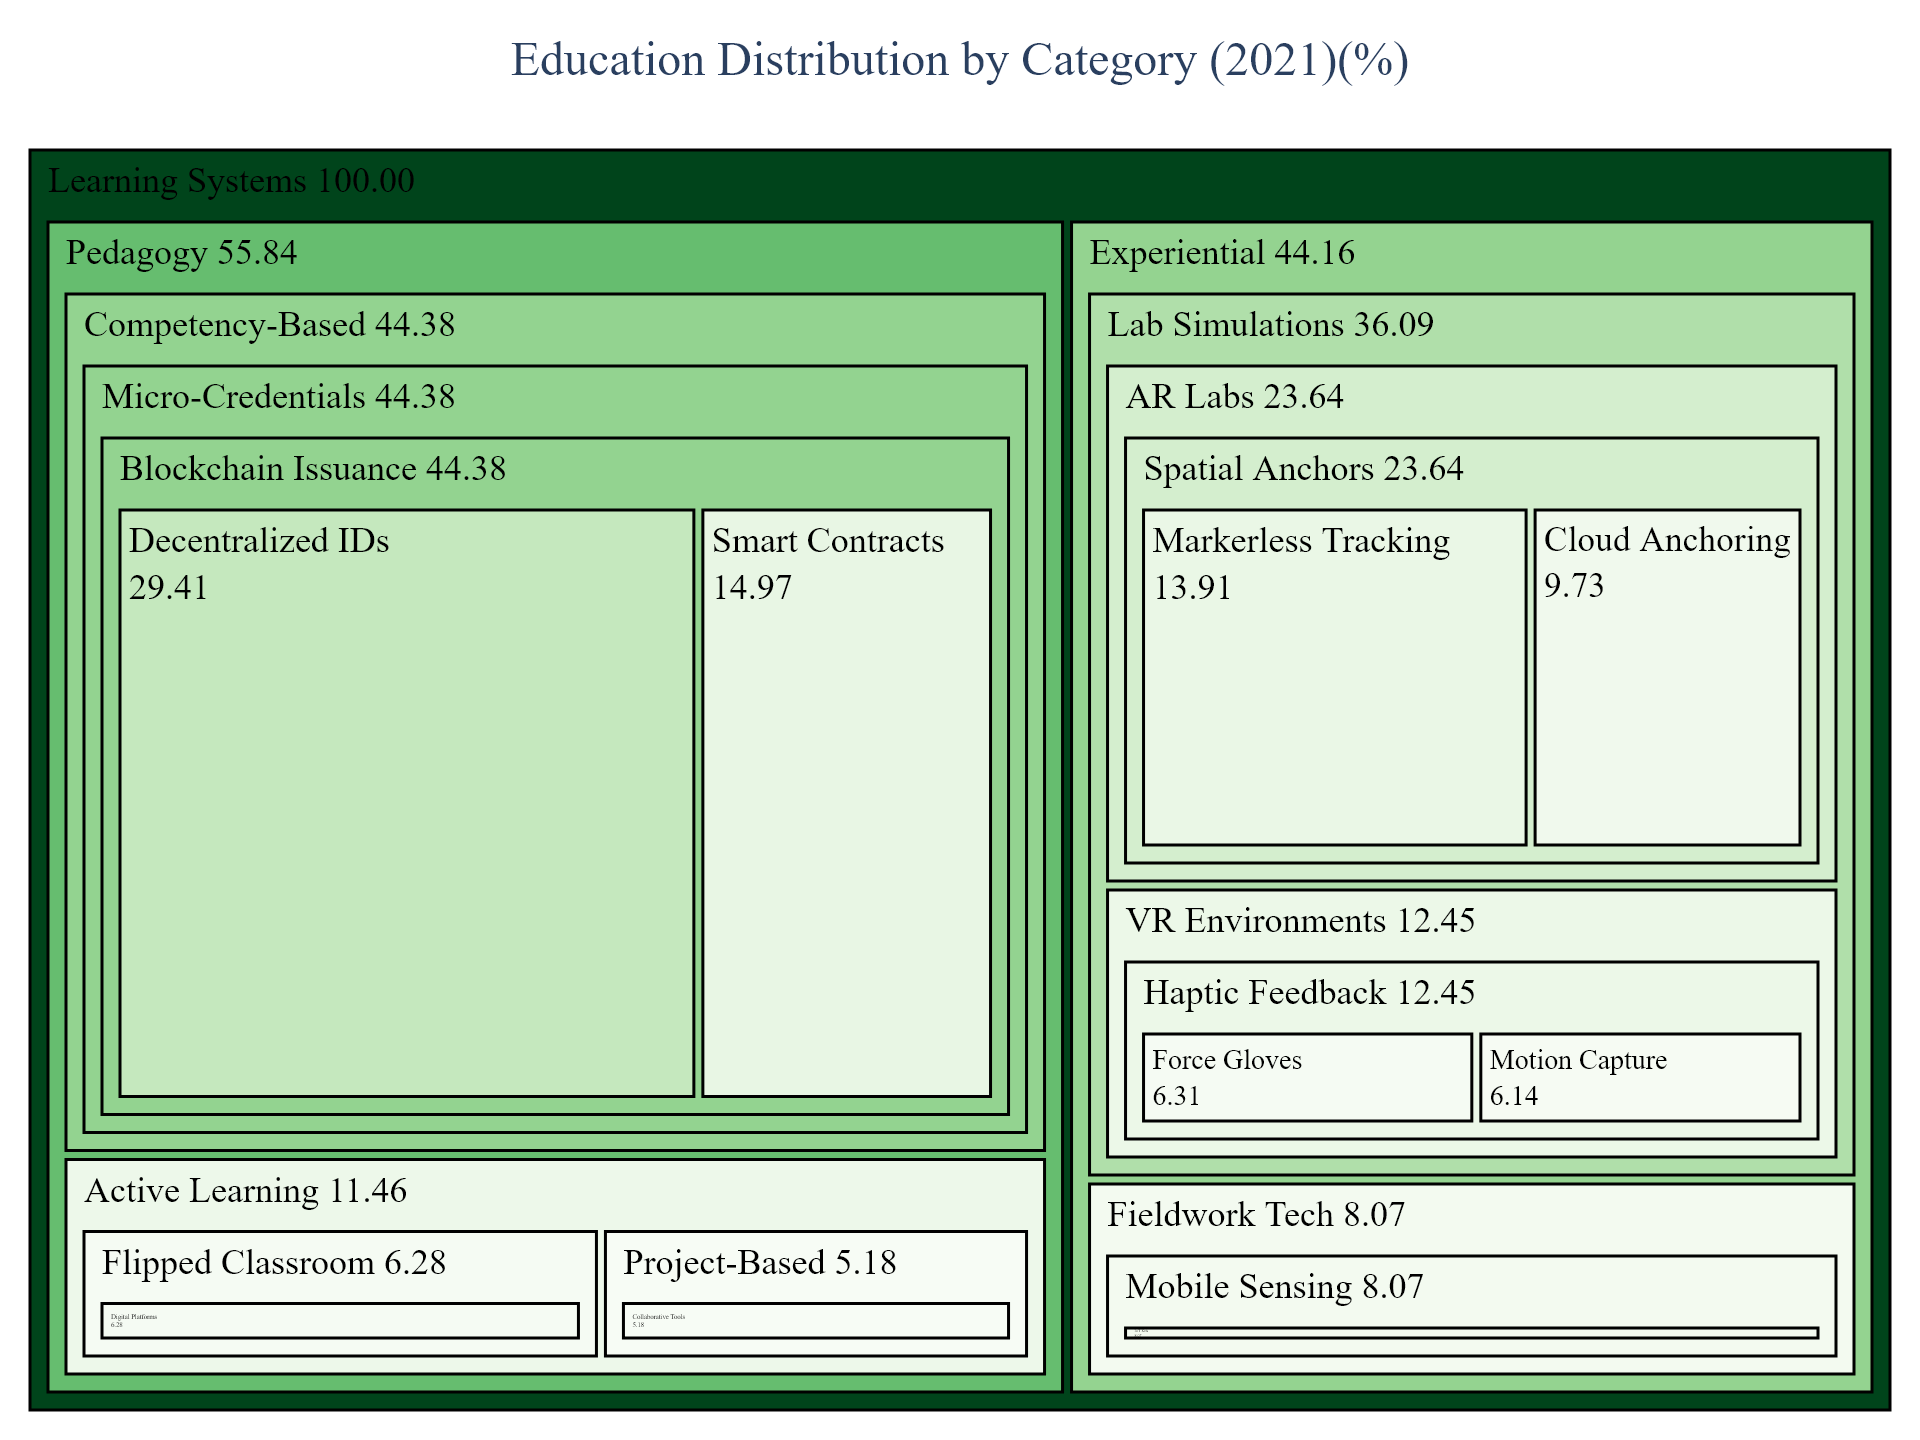 Education Distribution by Category (2021)(%)
Learning Systems 100.00
Pedagogy 55.84
Competency-Based 44.38
Micro-Credentials 44.38
Blockchain Issuance 44.38
Decentralized IDs
29.41
Smart Contracts
14.97
Active Learning 11.46
Flipped Classroom 6.28
Digital Platforms
6.28
Project-Based 5.18
Collaborative Tools
5.18
Experiential 44.16
Lab Simulations 36.09
AR Labs 23.64
Spatial Anchors 23.64
Markerless Tracking
13.91
Cloud Anchoring
9.73
VR Environments 12.45
Haptic Feedback 12.45
Force Gloves
6.31
Motion Capture
6.14
Fieldwork Tech 8.07
Mobile Sensing 8.07